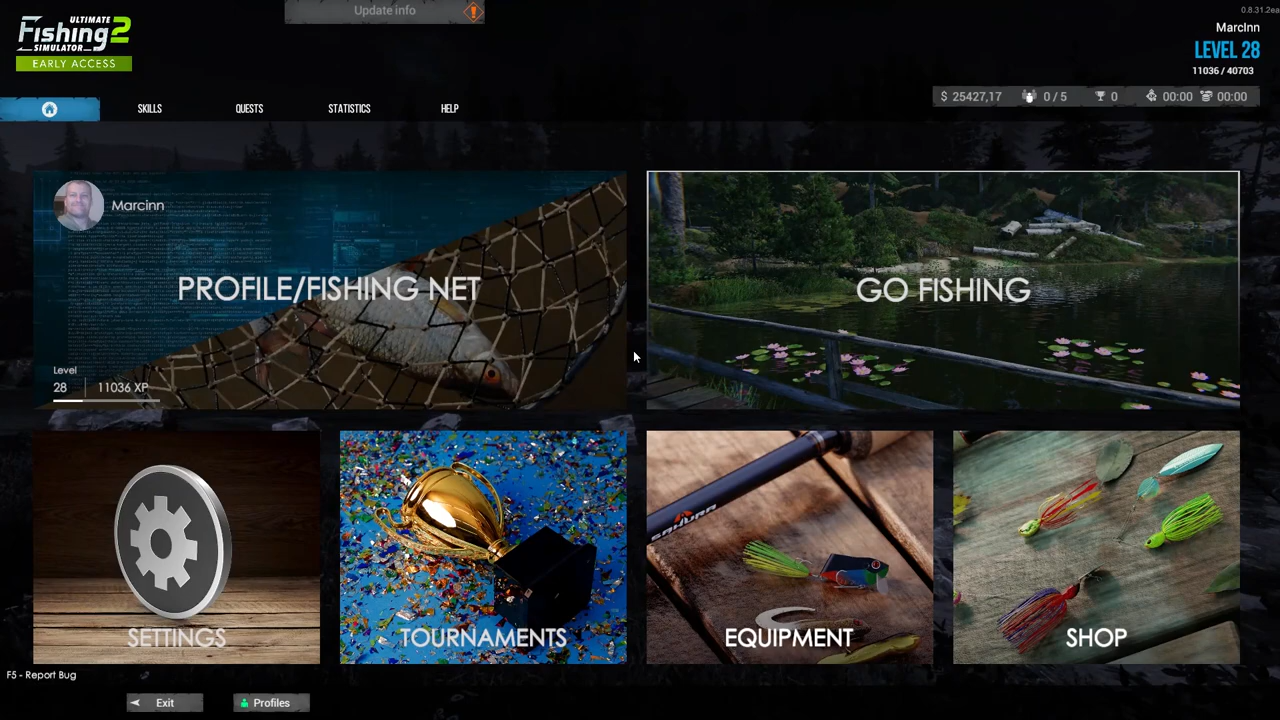 Update info
0.8.31.2ea
ULTIMATE
Fishing 2
SIMULATOR
EARLY ACCESS
MarcInn
LEVEL 28
11036 / 40703
$ 25427,17 0 / 5 0 00:00 00:00
SKILLS QUESTS STATISTICS HELP
Marcinn
PROFILE/FISHING NET
GO FISHING
Level
28 11036 XP
SAKURA
SETTINGS
TOURNAMENTS
EQUIPMENT
SHOP
F5 - Report Bug
Exit Profiles